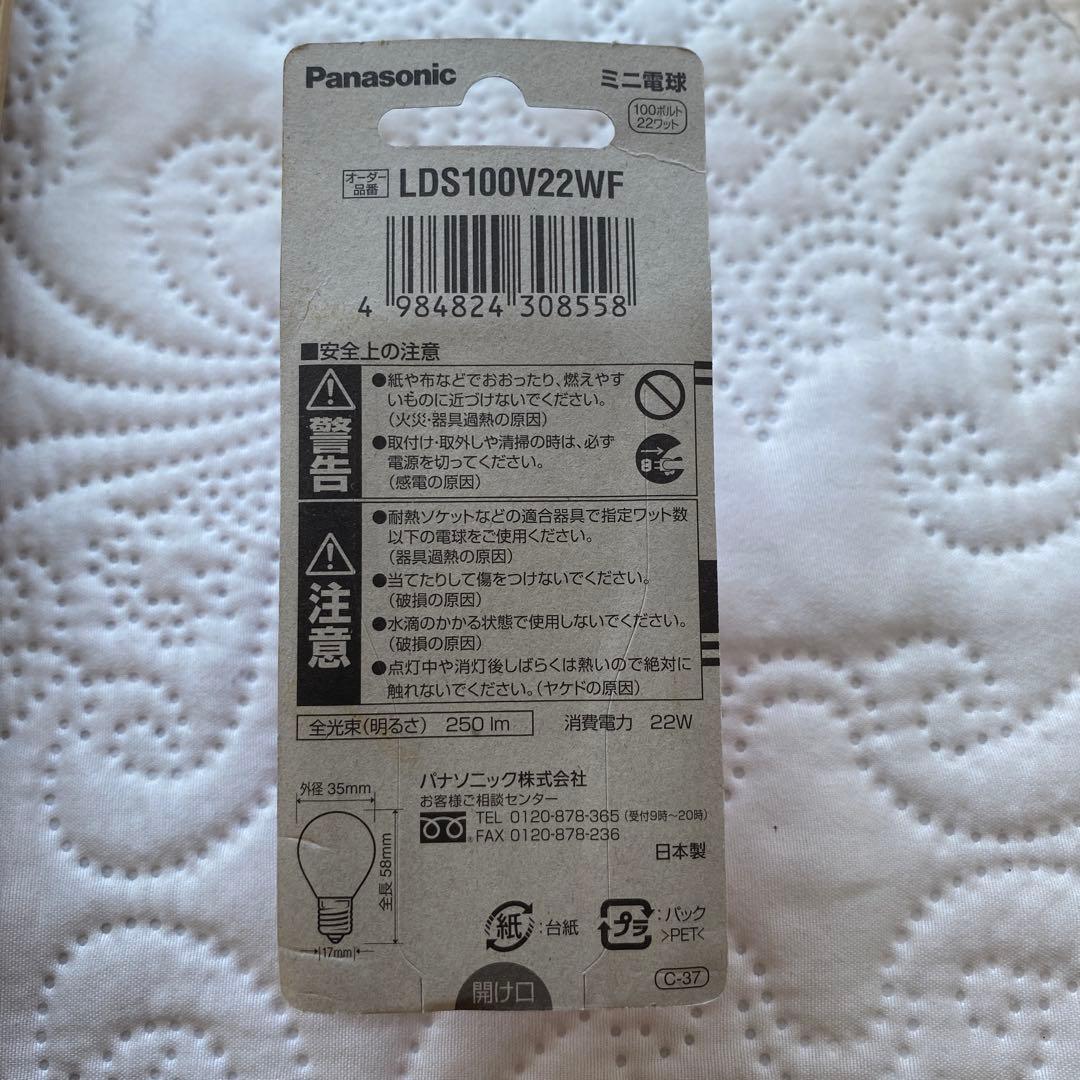 Panasonic
ミニ電球
100ボルト
22ワット
オーダー
品番
LDS100V22WF
4 984824 308558
■安全上の注意
警告
●紙や布などでおおったり、燃えやす
いものに近づけないでください。
(火災・器具過熱の原因)
●取付け・取外しや清掃の時は、必ず
電源を切ってください。
(感電の原因)
注意
●耐熱ソケットなどの適合器具で指定ワット数
以下の電球をご使用ください。
(器具過熱の原因)
●当てたりして傷をつけないでください。
(破損の原因)
●水滴のかかる状態で使用しないでください。
(破損の原因)
●点灯中や消灯後しばらくは熱いので絶対に
触れないでください。(ヤケドの原因)
全光束(明るさ) 250 lm
消費電力 22W
外径 35mm
全長 58mm
17mm
パナソニック株式会社
お客様ご相談センター
TEL 0120-878-365 (受付9時〜20時)
FAX 0120-878-236
日本製
紙:台紙
プラ:パック
>PET<
開け口
C-37